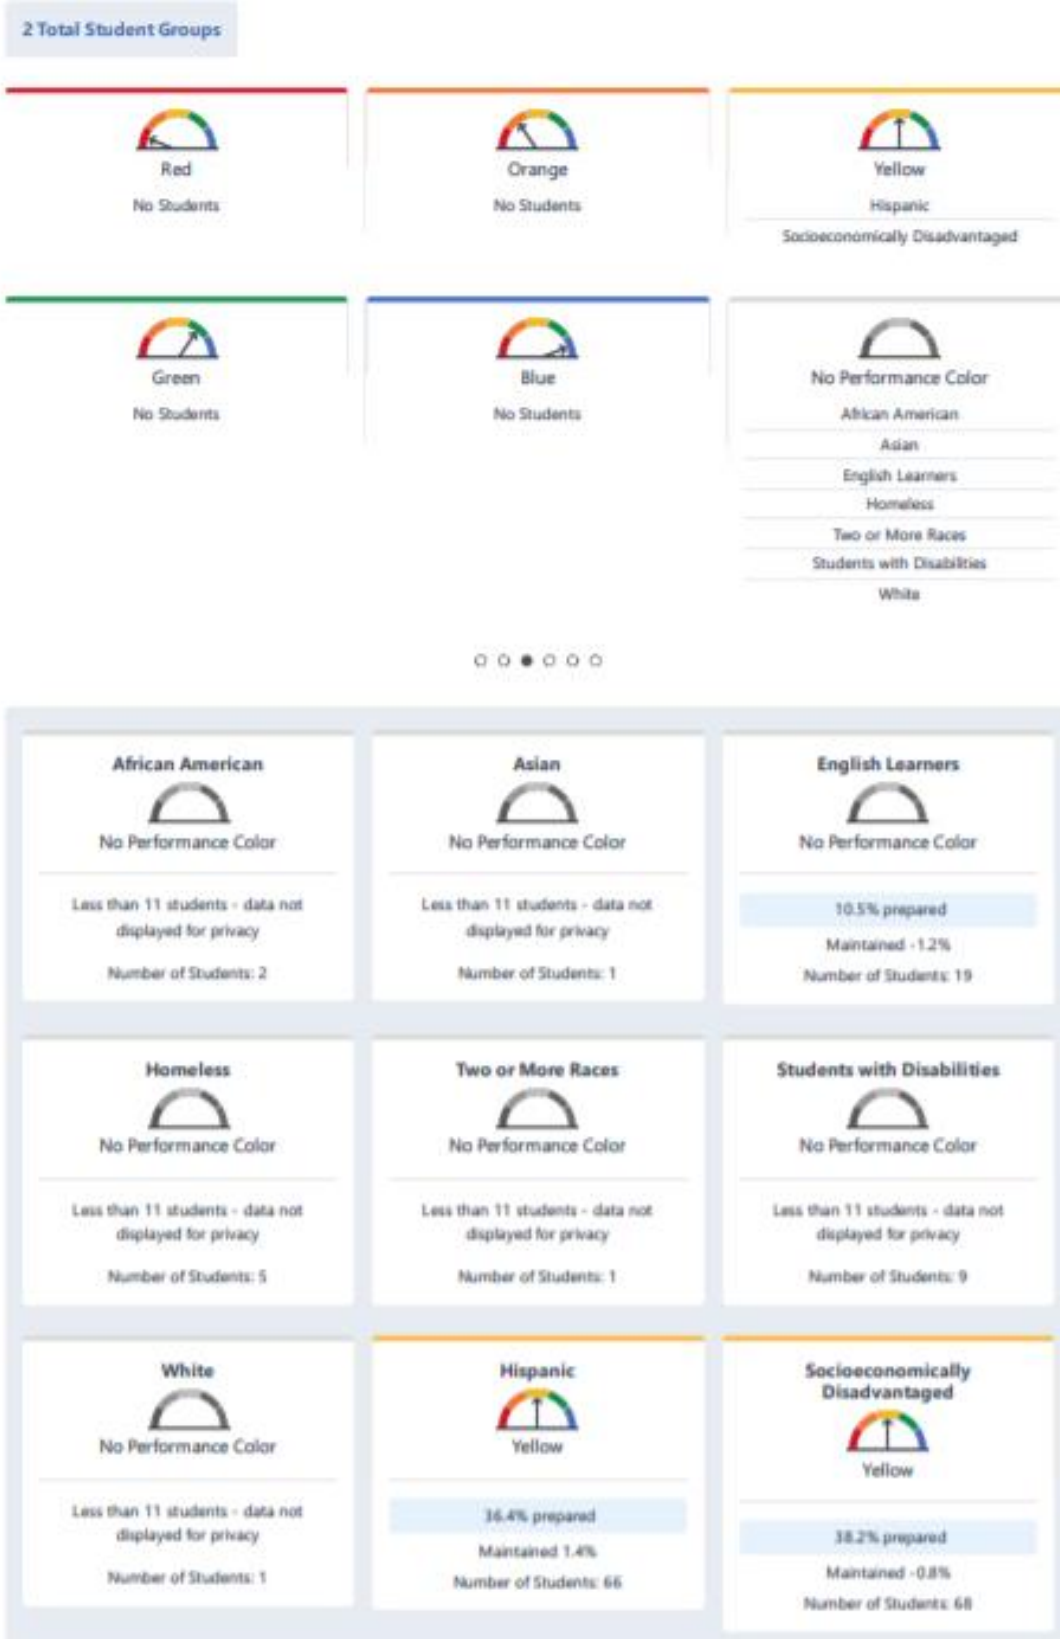 2 Total Student Groups
Red
No Students
Orange
No Students
Yellow
Hispanic
Socioeconomically Disadvantaged
Green
No Students
Blue
No Students
No Performance Color
African American
Asian
English Learners
Homeless
Two or More Races
Students with Disabilities
White
African American
No Performance Color
Less than 11 students - data not
displayed for privacy
Number of Students: 2
Asian
No Performance Color
Less than 11 students - data not
displayed for privacy
Number of Students: 1
English Learners
No Performance Color
10.5% prepared
Maintained -1.2%
Number of Students: 19
Homeless
No Performance Color
Less than 11 students - data not
displayed for privacy
Number of Students: 5
Two or More Races
No Performance Color
Less than 11 students - data not
displayed for privacy
Number of Students: 1
Students with Disabilities
No Performance Color
Less than 11 students - data not
displayed for privacy
Number of Students: 9
White
No Performance Color
Less than 11 students - data not
displayed for privacy
Number of Students: 1
Hispanic
Yellow
36.4% prepared
Maintained 1.4%
Number of Students: 66
Socioeconomically
Disadvantaged
Yellow
38.2% prepared
Maintained -0.8%
Number of Students: 68